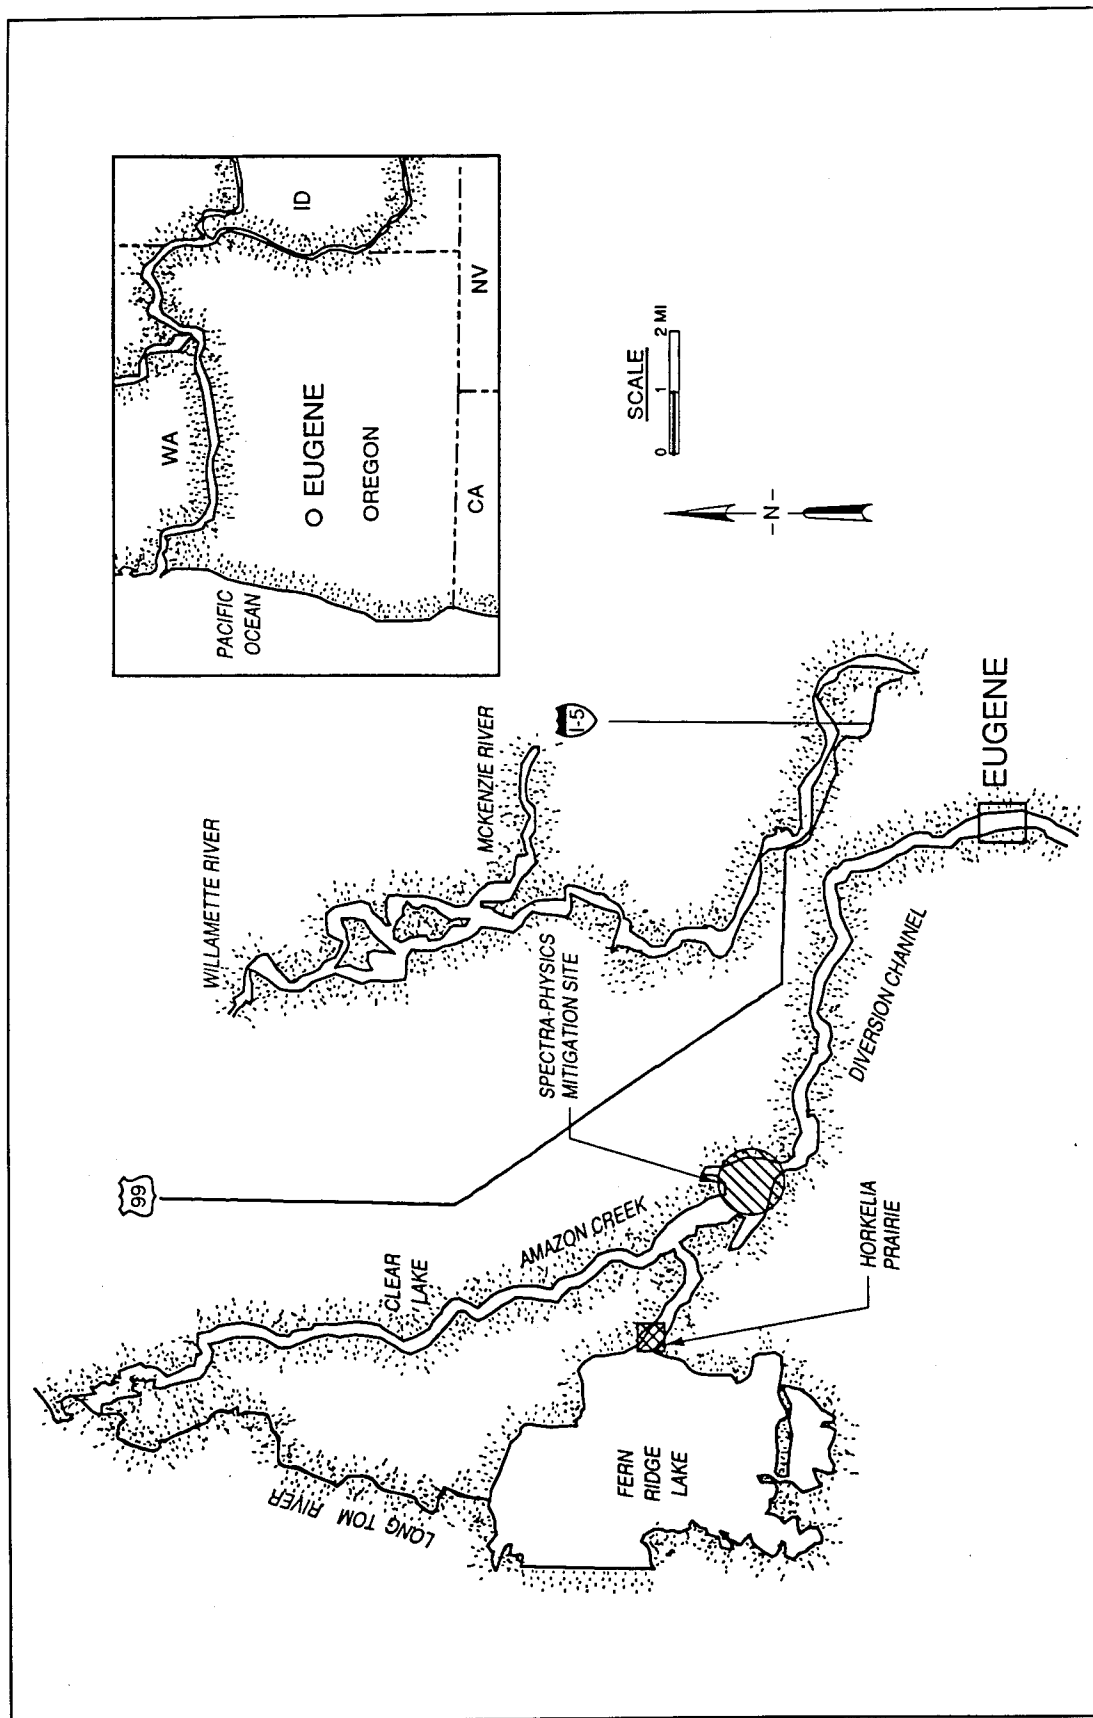 WILLAMETTE RIVER
MCKENZIE RIVER
PACIFIC
OCEAN
WA
ID
EUGENE
OREGON
CA
NV
I-5
99
CLEAR
LAKE
AMAZON CREEK
SPECTRA-PHYSICS
MITIGATION SITE
LONG TOM RIVER
FERN
RIDGE
LAKE
HORKELIA
PRAIRIE
DIVERSION CHANNEL
EUGENE
SCALE
0 1 2 MI
-N-